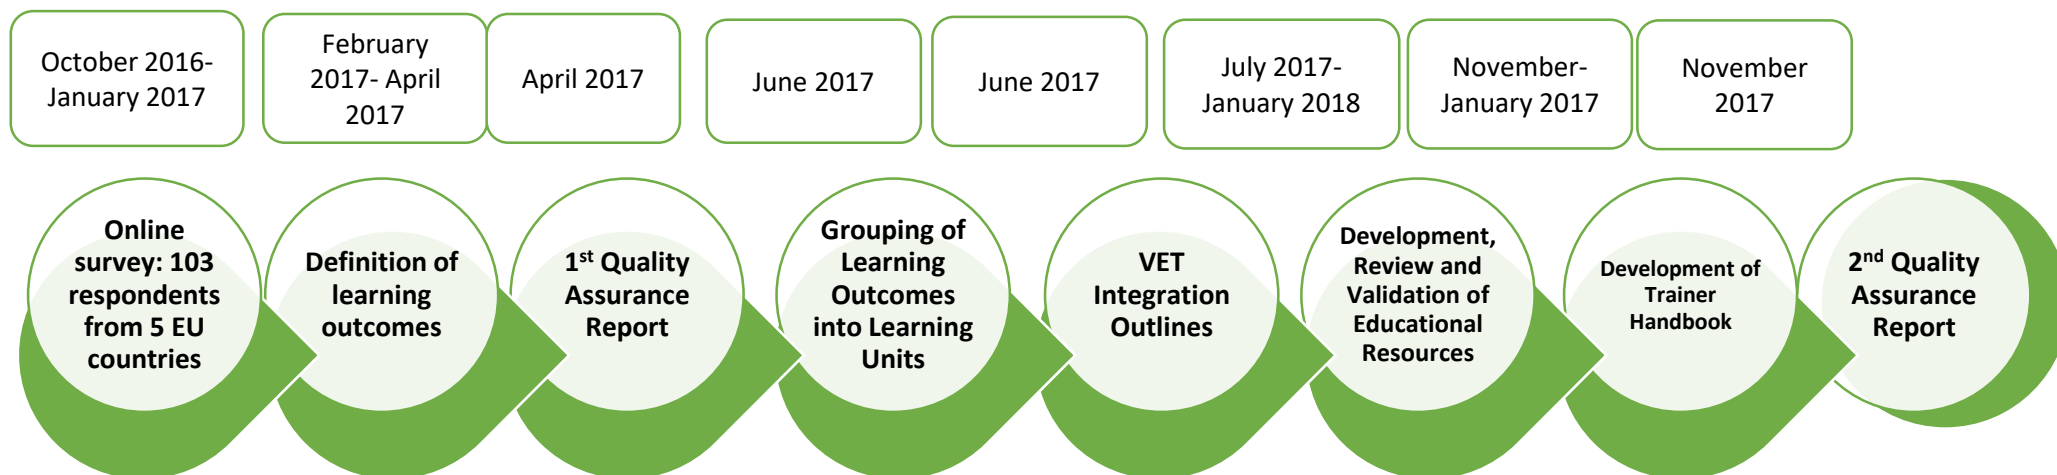 October 2016-
January 2017
February
2017- April
2017
April 2017
June 2017
June 2017
July 2017-
January 2018
November-
January 2017
November
2017
Online
survey: 103
respondents
from 5 EU
countries
Definition of
learning
outcomes
1st Quality
Assurance
Report
Grouping of
Learning
Outcomes
into Learning
Units
VET
Integration
Outlines
Development,
Review and
Validation of
Educational
Resources
Development of
Trainer
Handbook
2nd Quality
Assurance
Report